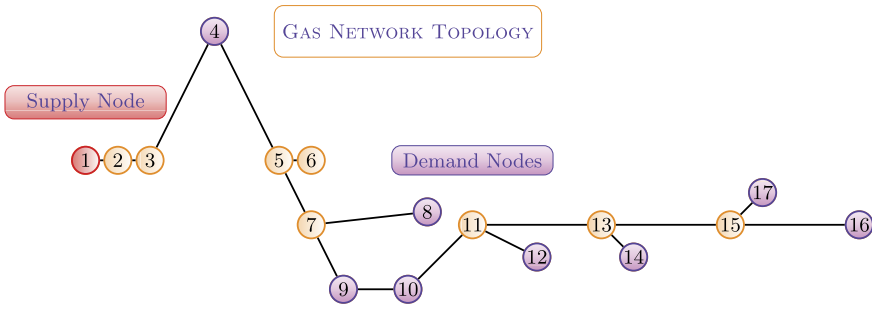 4
GAS NETWORK TOPOLOGY
Supply Node
1 2 3 5 6
Demand Nodes
17
8
7 11 13 15 16
12 14
9 10